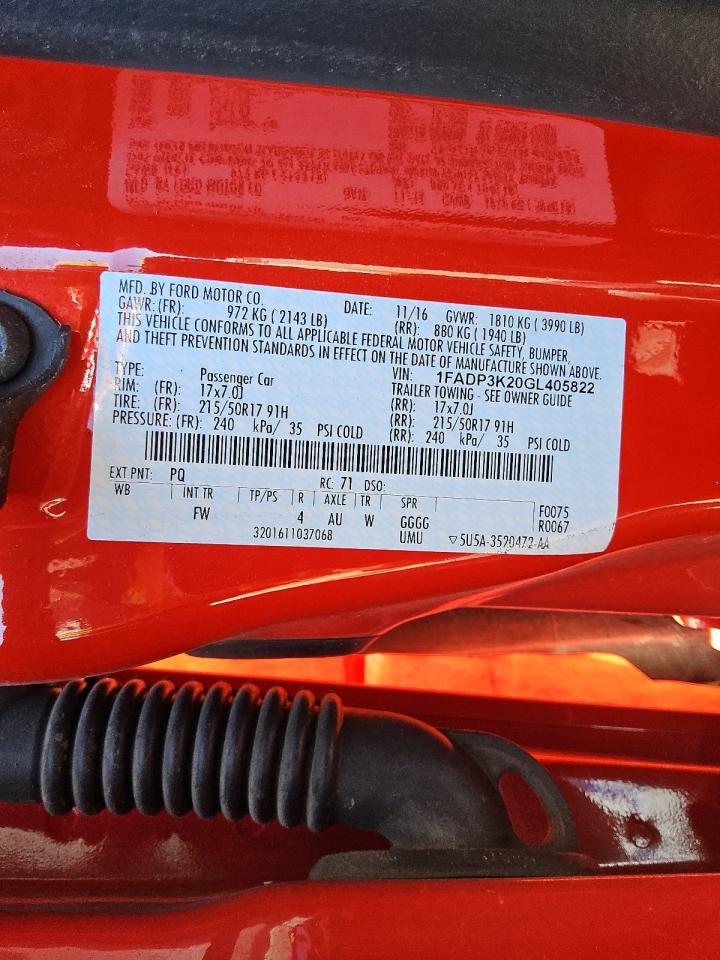 MFD. BY FORD MOTOR CO. DATE: 11/16 GVWR: 1810 KG ( 3990 LB)
GAWR: (FR): 972 KG ( 2143 LB) (RR): 880 KG ( 1940 LB)
THIS VEHICLE CONFORMS TO ALL APPLICABLE FEDERAL MOTOR VEHICLE SAFETY, BUMPER,
AND THEFT PREVENTION STANDARDS IN EFFECT ON THE DATE OF MANUFACTURE SHOWN ABOVE.
VIN: 1FADP3K20GL405822
TYPE: Passenger Car TRAILER TOWING - SEE OWNER GUIDE
RIM: (FR): 17x7.0J (RR): 17x7.0J
TIRE: (FR): 215/50R17 91H (RR): 215/50R17 91H
PRESSURE: (FR): 240 kPa/ 35 PSI COLD (RR): 240 kPa/ 35 PSI COLD
EXT PNT: PQ RC: 71 DSO:
WB INT TR TP/PS R AXLE TR SPR F0075
FW 4 AU W GGGG R0067
3201611037068 UMU ▽5U5A-3520472-AA